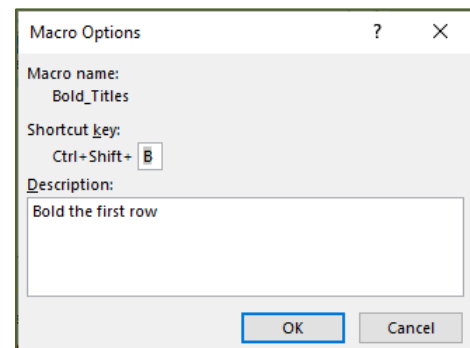 Macro Options ? ×
Macro name:
Bold_Titles
Shortcut key:
Ctrl+Shift+ B
Description:
Bold the first row
OK Cancel